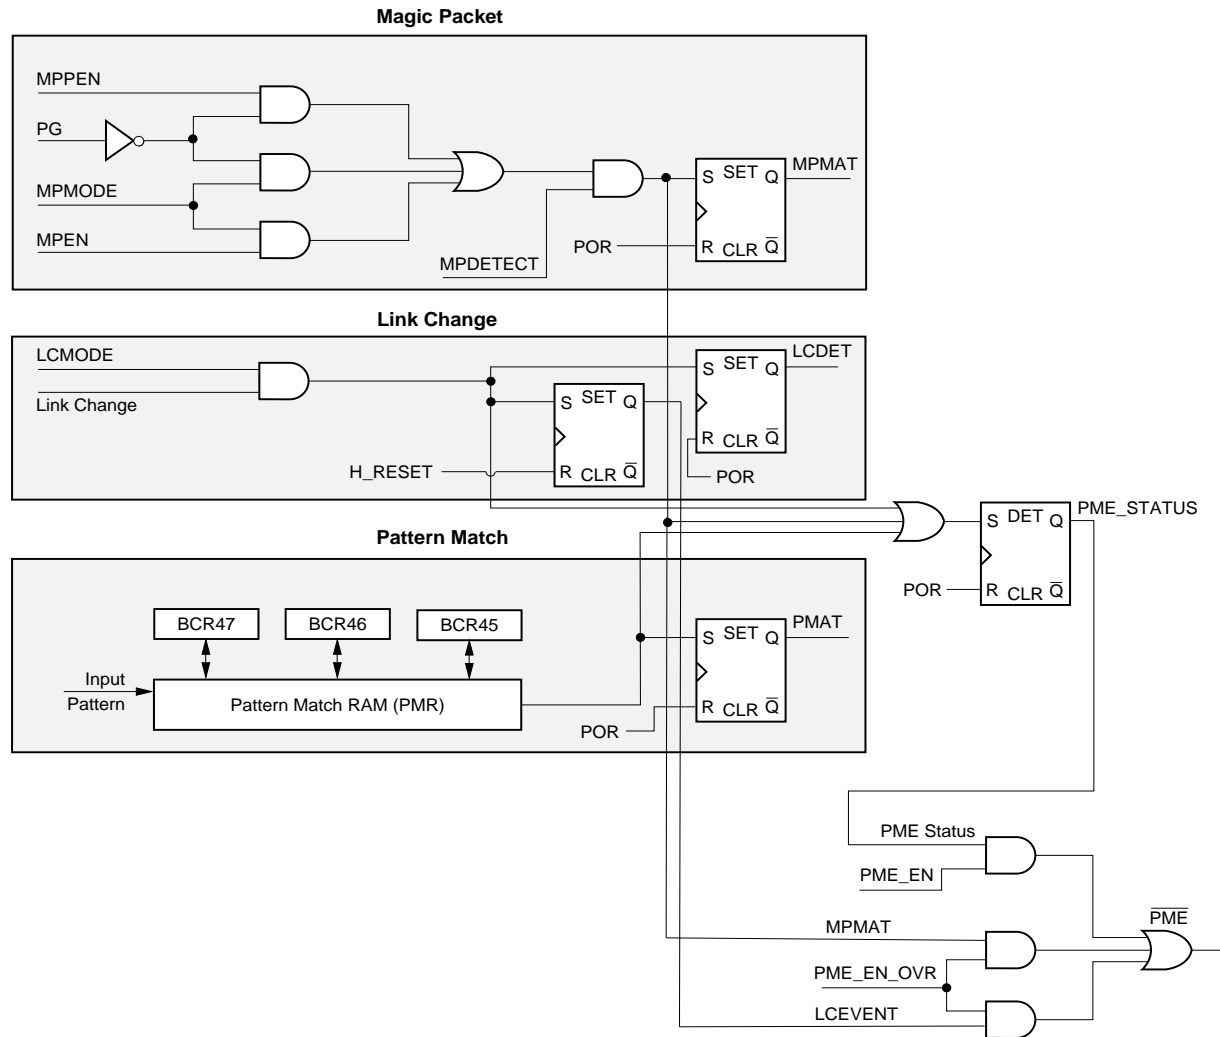 Magic Packet
MPPEN
PG
MPMODE
MPEN
MPDETECT
POR
S SET Q
R CLR Q̅
MPMAT
Link Change
LCMODE
Link Change
H_RESET
S SET Q
R CLR Q̅
S SET Q
R CLR Q̅
LCDET
POR
S DET Q
R CLR Q̅
PME_STATUS
POR
Pattern Match
BCR47
BCR46
BCR45
Input
Pattern
Pattern Match RAM (PMR)
POR
S SET Q
R CLR Q̅
PMAT
PME Status
PME_EN
MPMAT
PME_EN_OVR
LCEVENT
P̅M̅E̅